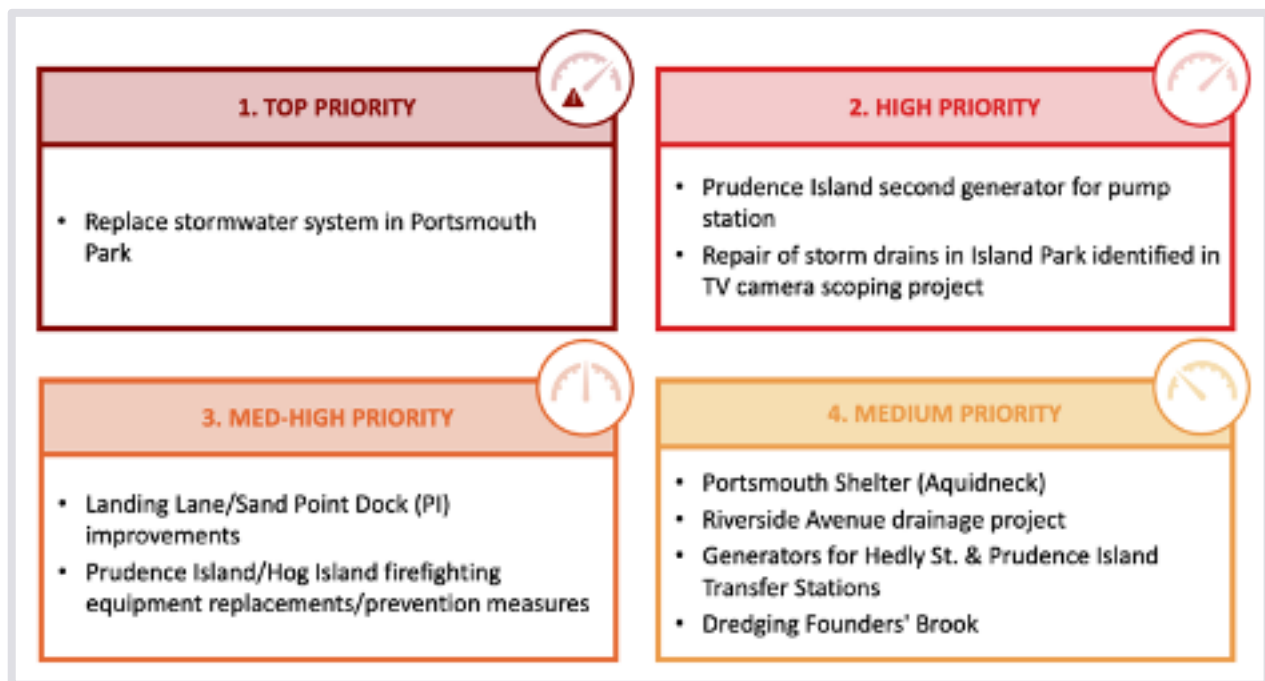 1. TOP PRIORITY
• Replace stormwater system in Portsmouth
Park
2. HIGH PRIORITY
• Prudence Island second generator for pump
station
• Repair of storm drains in Island Park identified in
TV camera scoping project
3. MED-HIGH PRIORITY
• Landing Lane/Sand Point Dock (PI)
improvements
• Prudence Island/Hog Island firefighting
equipment replacements/prevention measures
4. MEDIUM PRIORITY
• Portsmouth Shelter (Aquidneck)
• Riverside Avenue drainage project
• Generators for Hedly St. & Prudence Island
Transfer Stations
• Dredging Founders' Brook